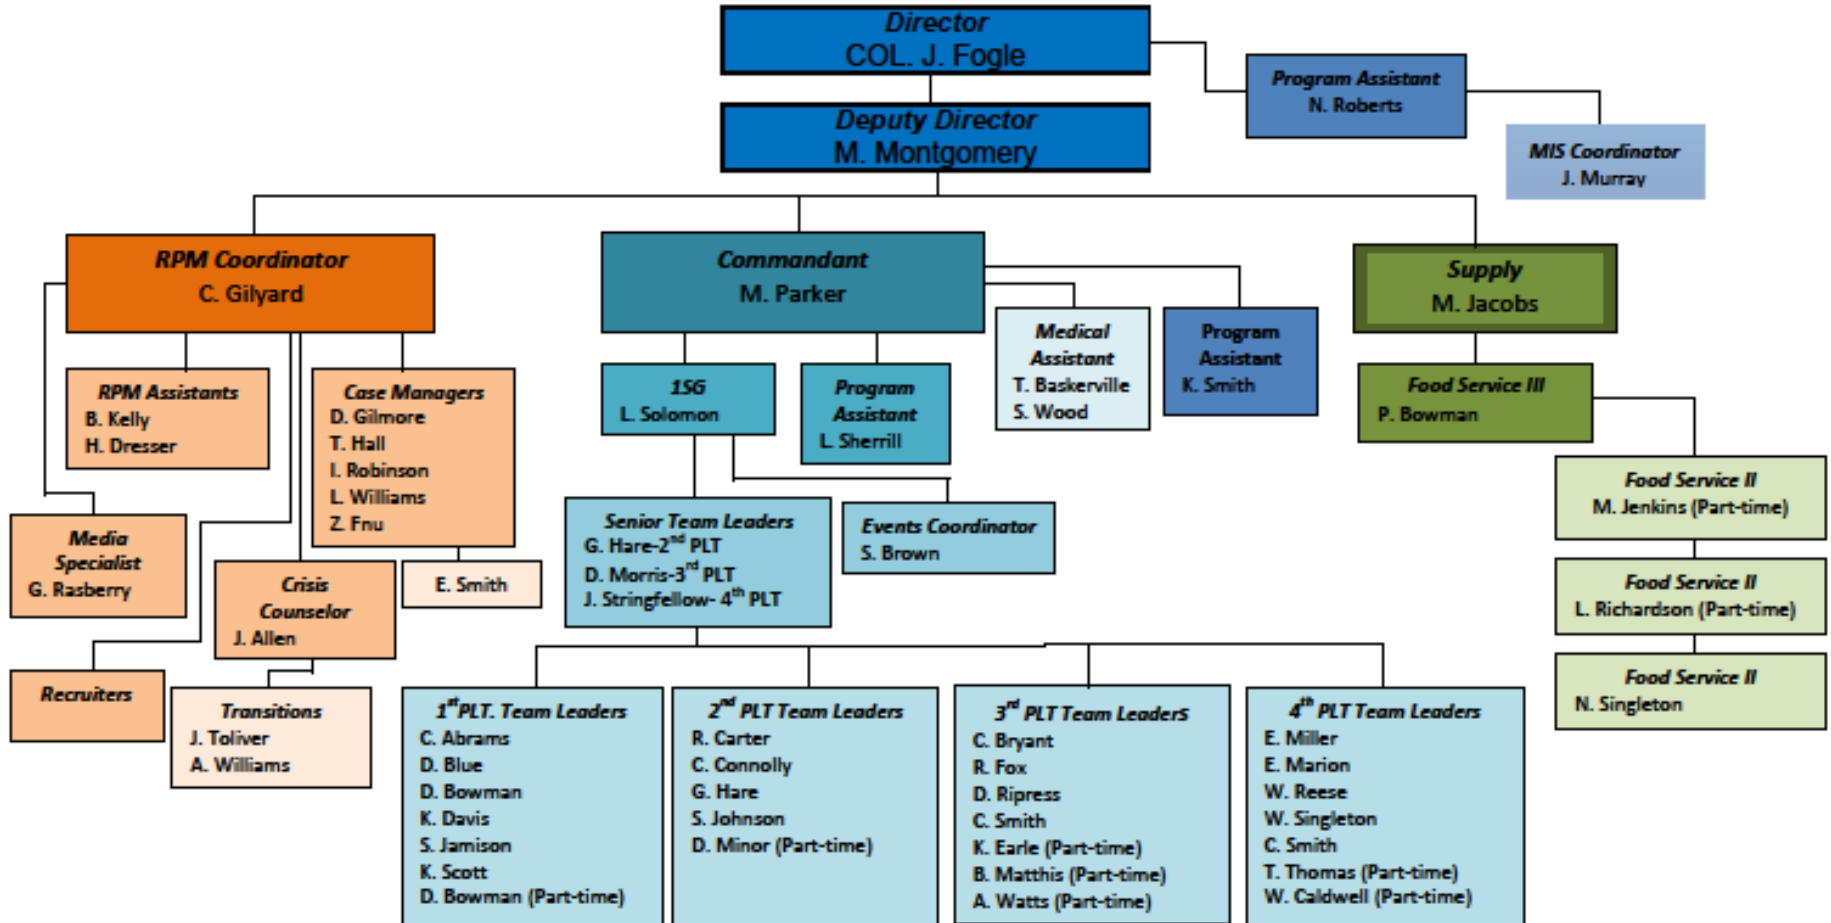 Director
COL. J. Fogle
Program Assistant
N. Roberts
Deputy Director
M. Montgomery
MIS Coordinator
J. Murray
RPM Coordinator
C. Gilyard
Commandant
M. Parker
Supply
M. Jacobs
RPM Assistants
B. Kelly
H. Dresser
Case Managers
D. Gilmore
T. Hall
I. Robinson
L. Williams
Z. Fnu
1SG
L. Solomon
Program
Assistant
L. Sherrill
Medical
Assistant
T. Baskerville
S. Wood
Program
Assistant
K. Smith
Food Service III
P. Bowman
Media
Specialist
G. Rasberry
Crisis
Counselor
J. Allen
E. Smith
Senior Team Leaders
G. Hare-2nd PLT
D. Morris-3rd PLT
J. Stringfellow- 4th PLT
Events Coordinator
S. Brown
Food Service II
M. Jenkins (Part-time)
Food Service II
L. Richardson (Part-time)
Food Service II
N. Singleton
Recruiters
Transitions
J. Toliver
A. Williams
1st PLT. Team Leaders
C. Abrams
D. Blue
D. Bowman
K. Davis
S. Jamison
K. Scott
D. Bowman (Part-time)
2nd PLT Team Leaders
R. Carter
C. Connolly
G. Hare
S. Johnson
D. Minor (Part-time)
3rd PLT Team Leaders
C. Bryant
R. Fox
D. Ripress
C. Smith
K. Earle (Part-time)
B. Matthis (Part-time)
A. Watts (Part-time)
4th PLT Team Leaders
E. Miller
E. Marion
W. Reese
W. Singleton
C. Smith
T. Thomas (Part-time)
W. Caldwell (Part-time)